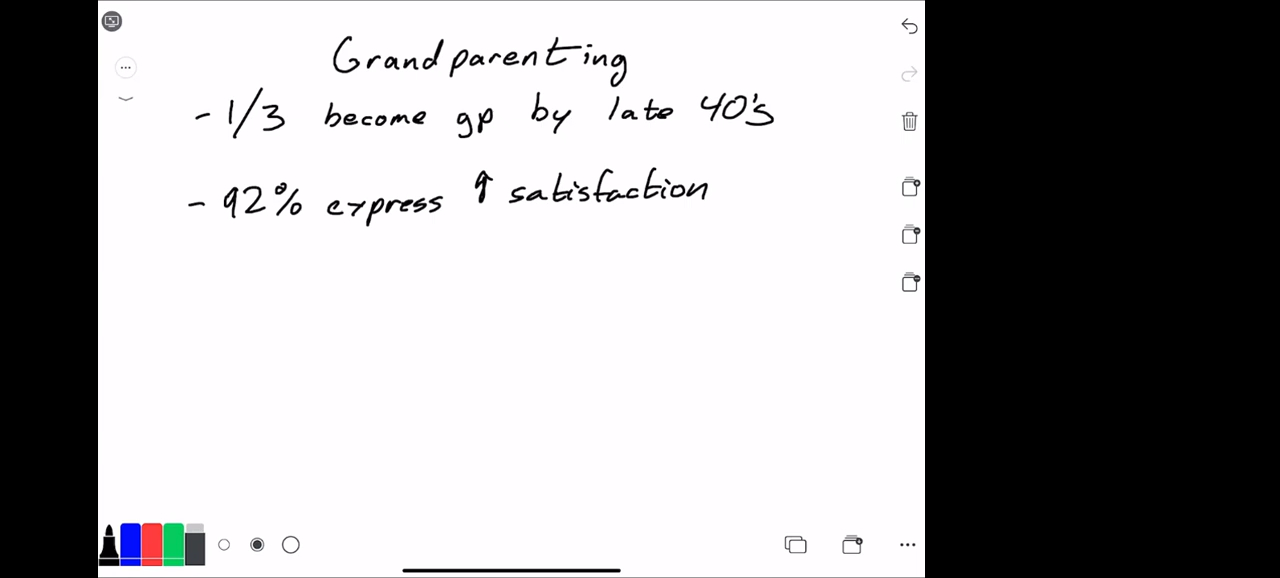 Grandparenting
- 1/3 become gp by late 40's
- 92% express ↑ satisfaction